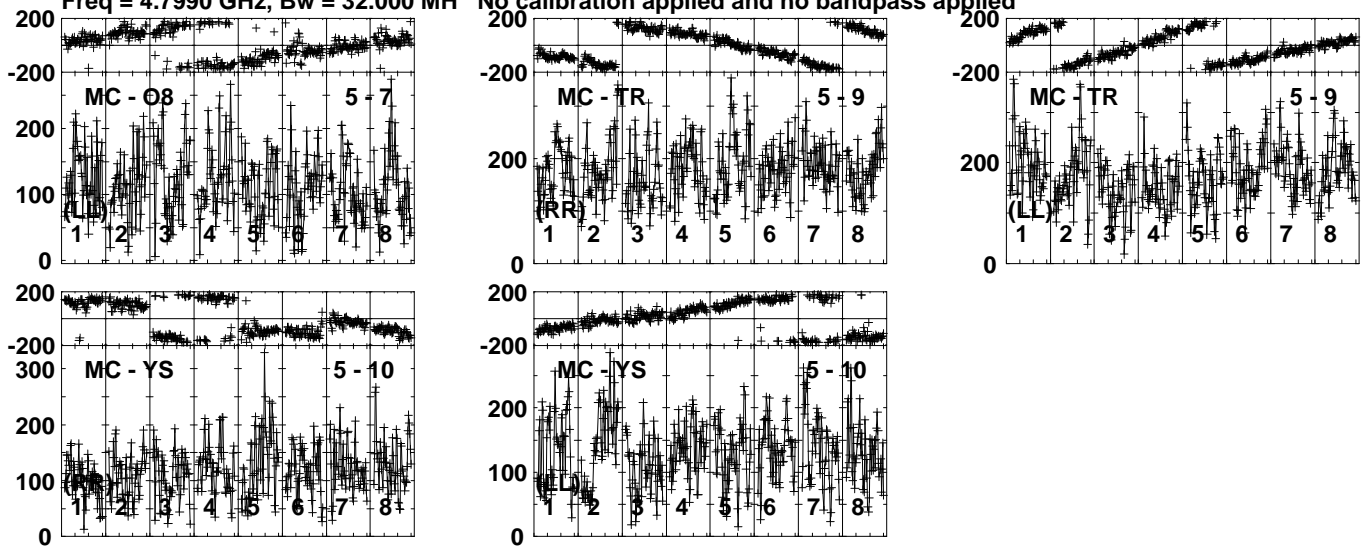 Freq = 4.7990 GHz, Bw = 32.000 MH No calibration applied and no bandpass applied
200
-200
MC - O8 5 - 7
200
100
0
(LL)
1 2 3 4 5 6 7 8
MC - TR 5 - 9
200
0
(RR)
1 2 3 4 5 6 7 8
MC - TR 5 - 9
200
-200
200
0
(LL)
1 2 3 4 5 6 7 8
200
-200
MC - YS 5 - 10
300
200
100
0
(RR)
1 2 3 4 5 6 7 8
200
-200
MC - YS 5 - 10
200
100
0
(LL)
1 2 3 4 5 6 7 8